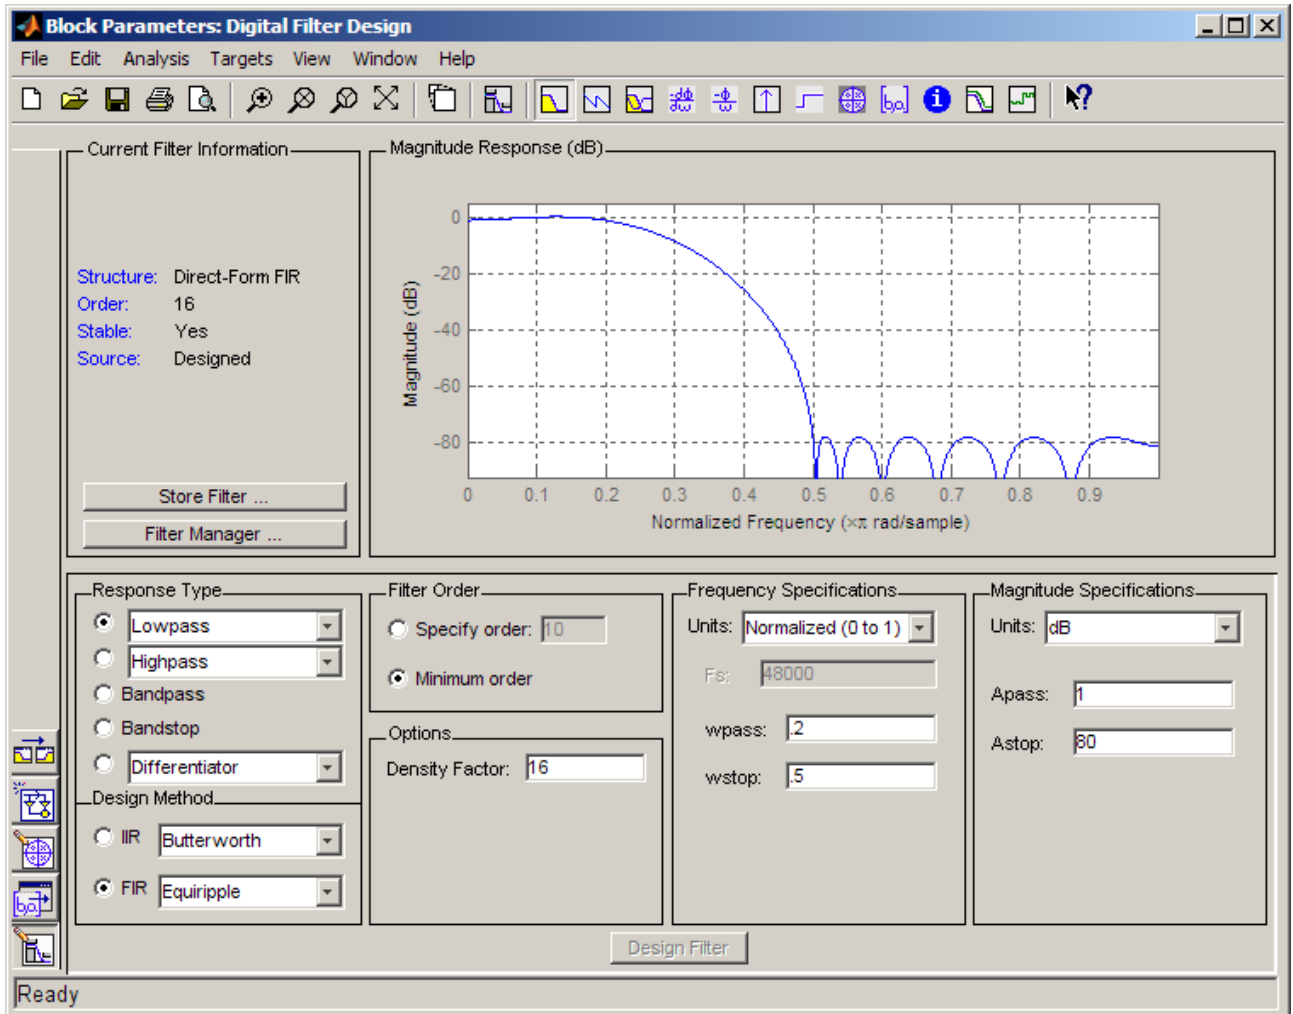 Block Parameters: Digital Filter Design
File Edit Analysis Targets View Window Help
Current Filter Information
Structure: Direct-Form FIR
Order: 16
Stable: Yes
Source: Designed
Store Filter ...
Filter Manager ...
Magnitude Response (dB)
Magnitude (dB)
0
-20
-40
-60
-80
0 0.1 0.2 0.3 0.4 0.5 0.6 0.7 0.8 0.9
Normalized Frequency (×π rad/sample)
Response Type
Lowpass
Highpass
Bandpass
Bandstop
Differentiator
Design Method
IIR Butterworth
FIR Equiripple
Filter Order
Specify order: 10
Minimum order
Options
Density Factor: 16
Frequency Specifications
Units: Normalized (0 to 1)
Fs: 48000
wpass: .2
wstop: .5
Magnitude Specifications
Units: dB
Apass: 1
Astop: 80
Design Filter
Ready